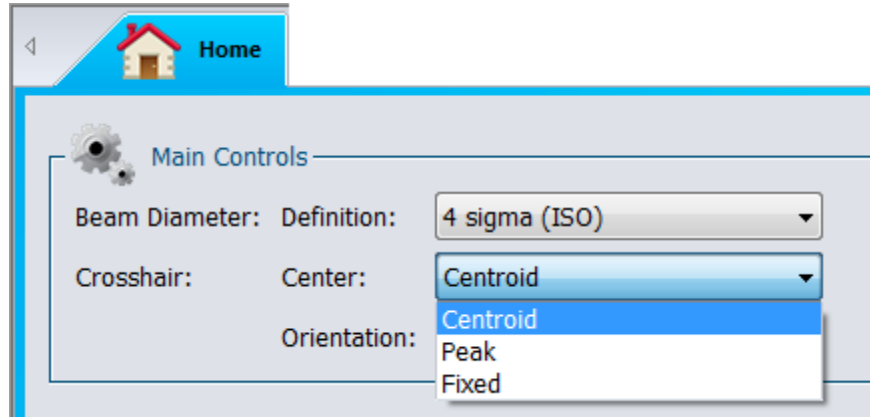 Home
Main Controls
Beam Diameter: Definition: 4 sigma (ISO)
Crosshair: Center: Centroid
Centroid
Orientation:
Peak
Fixed